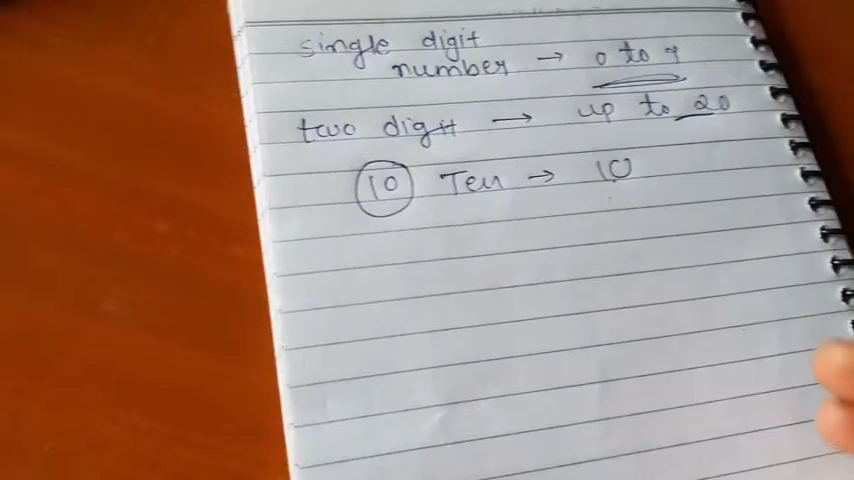 single digit
number → 0 to 9
two digit → up to 20
10 Ten → 10